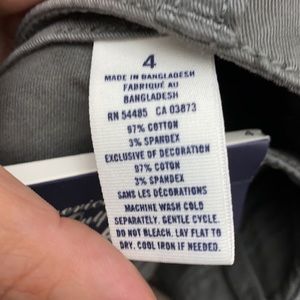 4
MADE IN BANGLADESH
FABRIQUÉ AU
BANGLADESH
RN 54485 CA 03873
97% COTTON
3% SPANDEX
EXCLUSIVE OF DECORATION
97% COTON
3% SPANDEX
SANS LES DÉCORATIONS
MACHINE WASH COLD
SEPARATELY. GENTLE CYCLE.
DO NOT BLEACH. LAY FLAT TO
DRY. COOL IRON IF NEEDED.
4